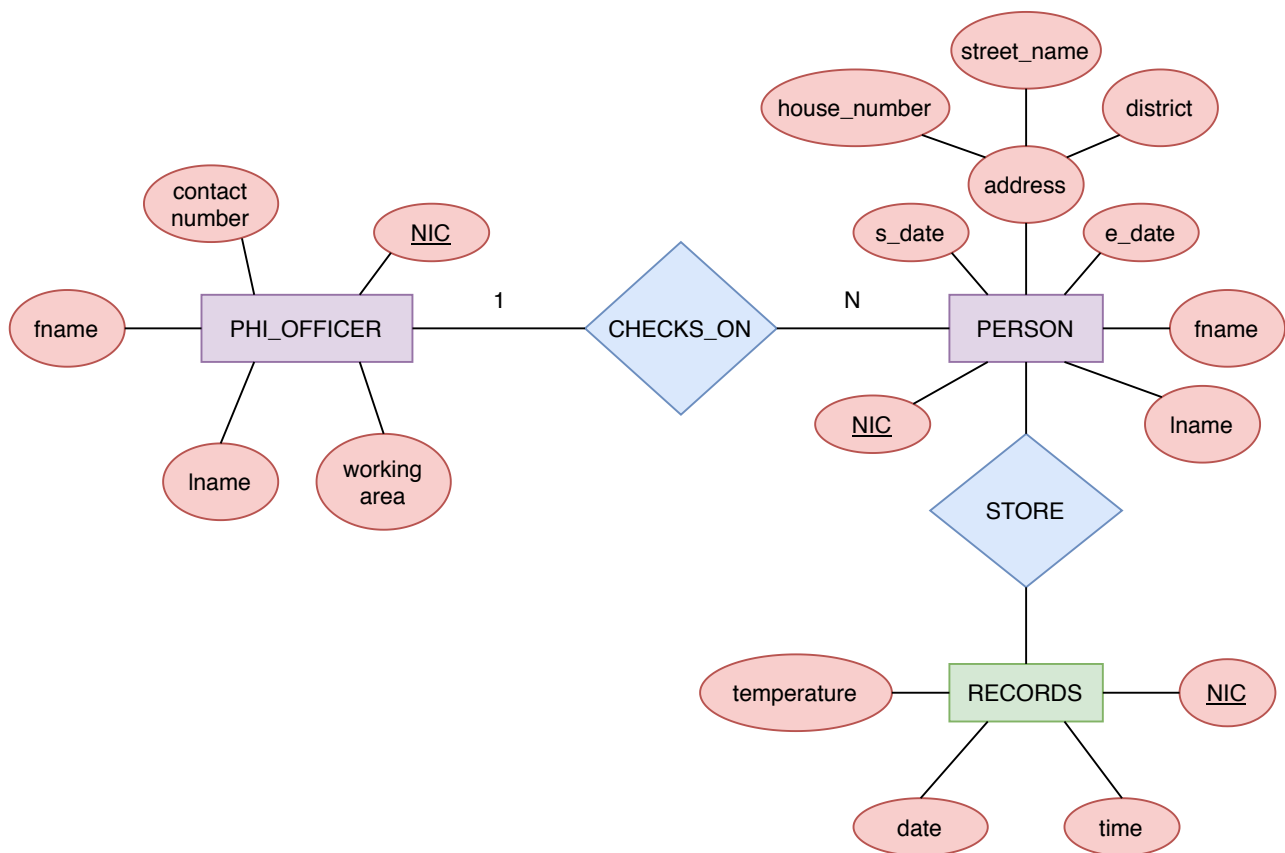 street_name
house_number
district
address
contact
number
NIC
s_date
e_date
1
N
fname
PHI_OFFICER
CHECKS_ON
PERSON
fname
NIC
lname
lname
working
area
STORE
temperature
RECORDS
NIC
date
time